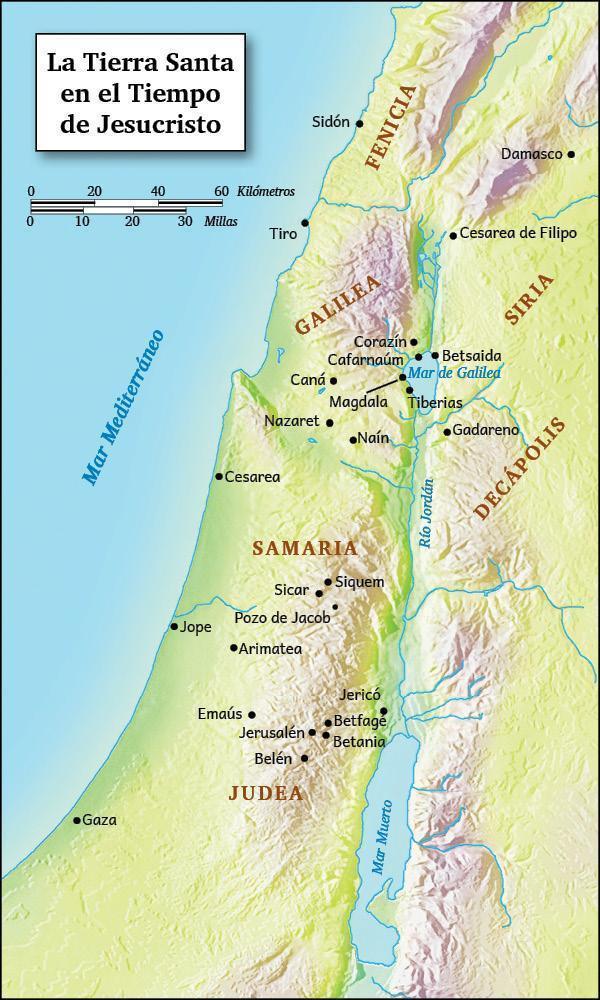 La Tierra Santa
en el Tiempo
de Jesucristo
FENICIA
Sidón
Damasco
0 20 40 60 Kilómetros
0 10 20 30 Millas
Tiro
Cesarea de Filipo
GALILEA
SIRIA
Corazín
Cafarnaúm
Betsaida
Mar de Galilea
Caná
Magdala
Tiberias
Mar Mediterráneo
Nazaret
Naín
Gadareno
DECÁPOLIS
Cesarea
Río Jordán
SAMARIA
Siquem
Sicar
Pozo de Jacob
Jope
Arimatea
Jericó
Emaús
Betfagé
Jerusalén
Betania
Belén
JUDEA
Gaza
Mar Muerto